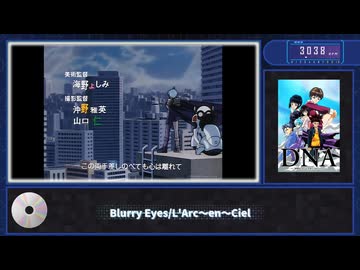 美術監督
海野よしみ
撮影監督
沖野雅英
山口仁
—この両手差しのべても心は離れて
3038
DNA
Blurry Eyes/L'Arc〜en〜Ciel